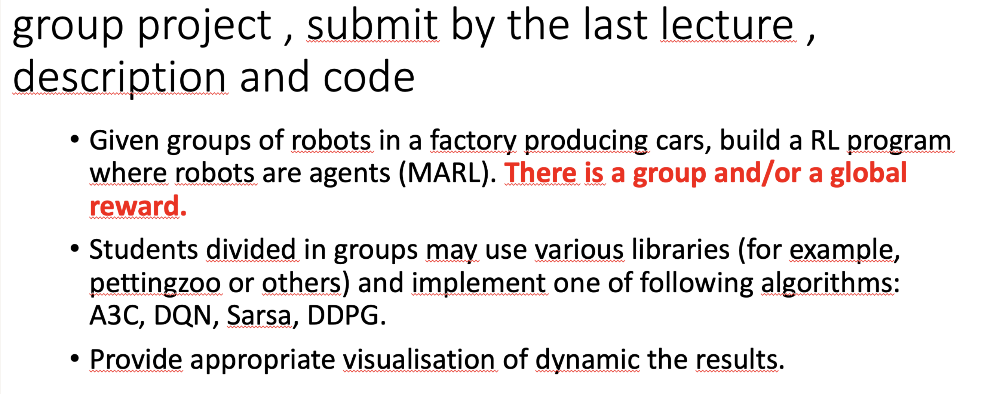 group project , submit by the last lecture ,
description and code
• Given groups of robots in a factory producing cars, build a RL program
where robots are agents (MARL). There is a group and/or a global
reward.
• Students divided in groups may use various libraries (for example,
pettingzoo or others) and implement one of following algorithms:
A3C, DQN, Sarsa, DDPG.
• Provide appropriate visualisation of dynamic the results.